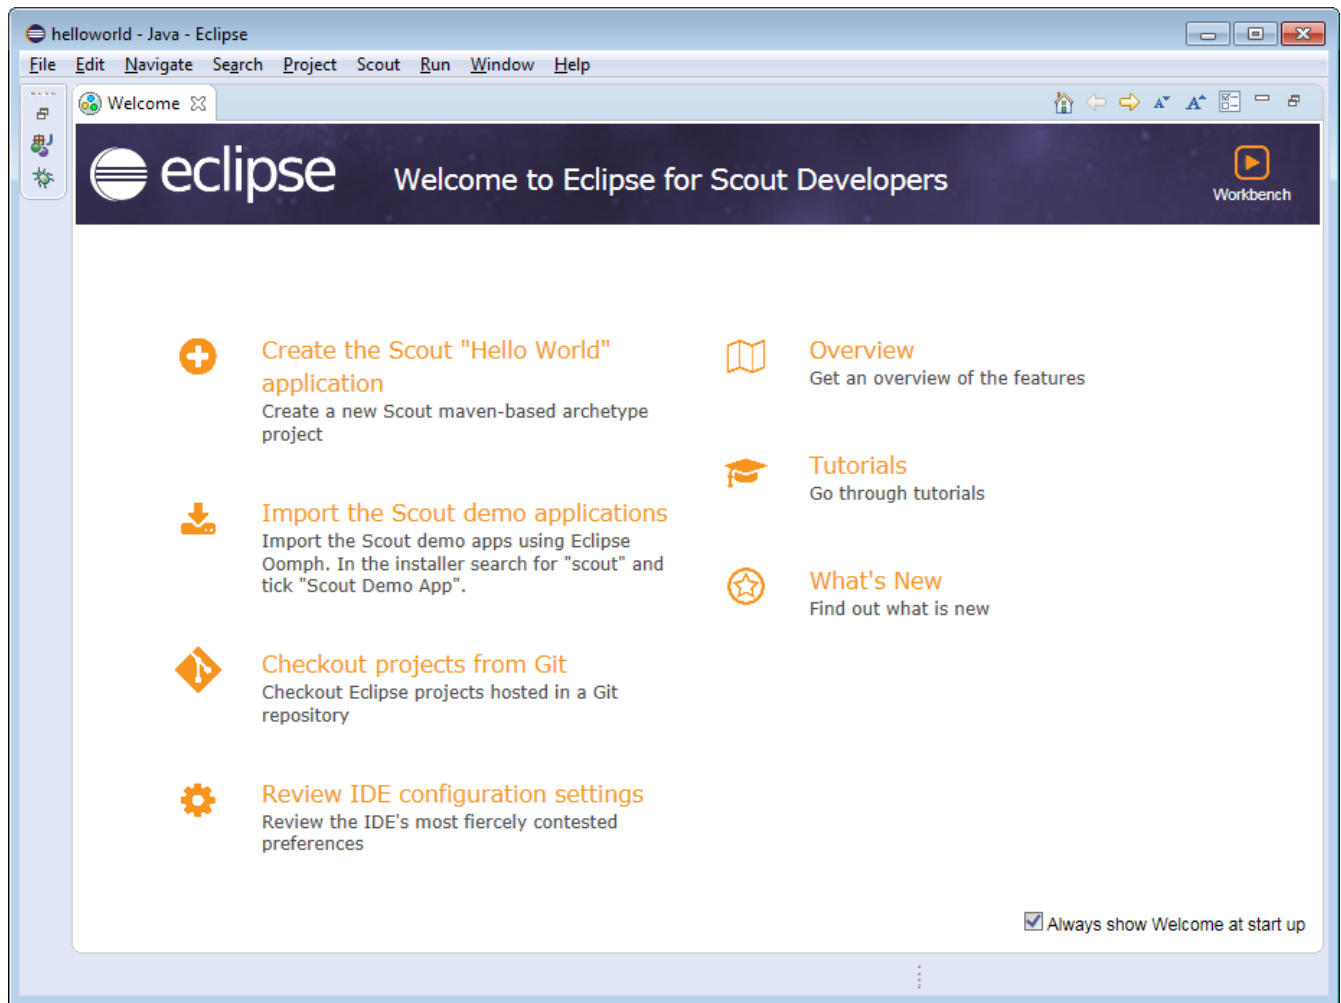 helloworld - Java - Eclipse
File Edit Navigate Search Project Scout Run Window Help
Welcome
eclipse Welcome to Eclipse for Scout Developers
Workbench
Create the Scout "Hello World"
application
Create a new Scout maven-based archetype
project
Import the Scout demo applications
Import the Scout demo apps using Eclipse
Oomph. In the installer search for "scout" and
tick "Scout Demo App".
Checkout projects from Git
Checkout Eclipse projects hosted in a Git
repository
Review IDE configuration settings
Review the IDE's most fiercely contested
preferences
Overview
Get an overview of the features
Tutorials
Go through tutorials
What's New
Find out what is new
Always show Welcome at start up